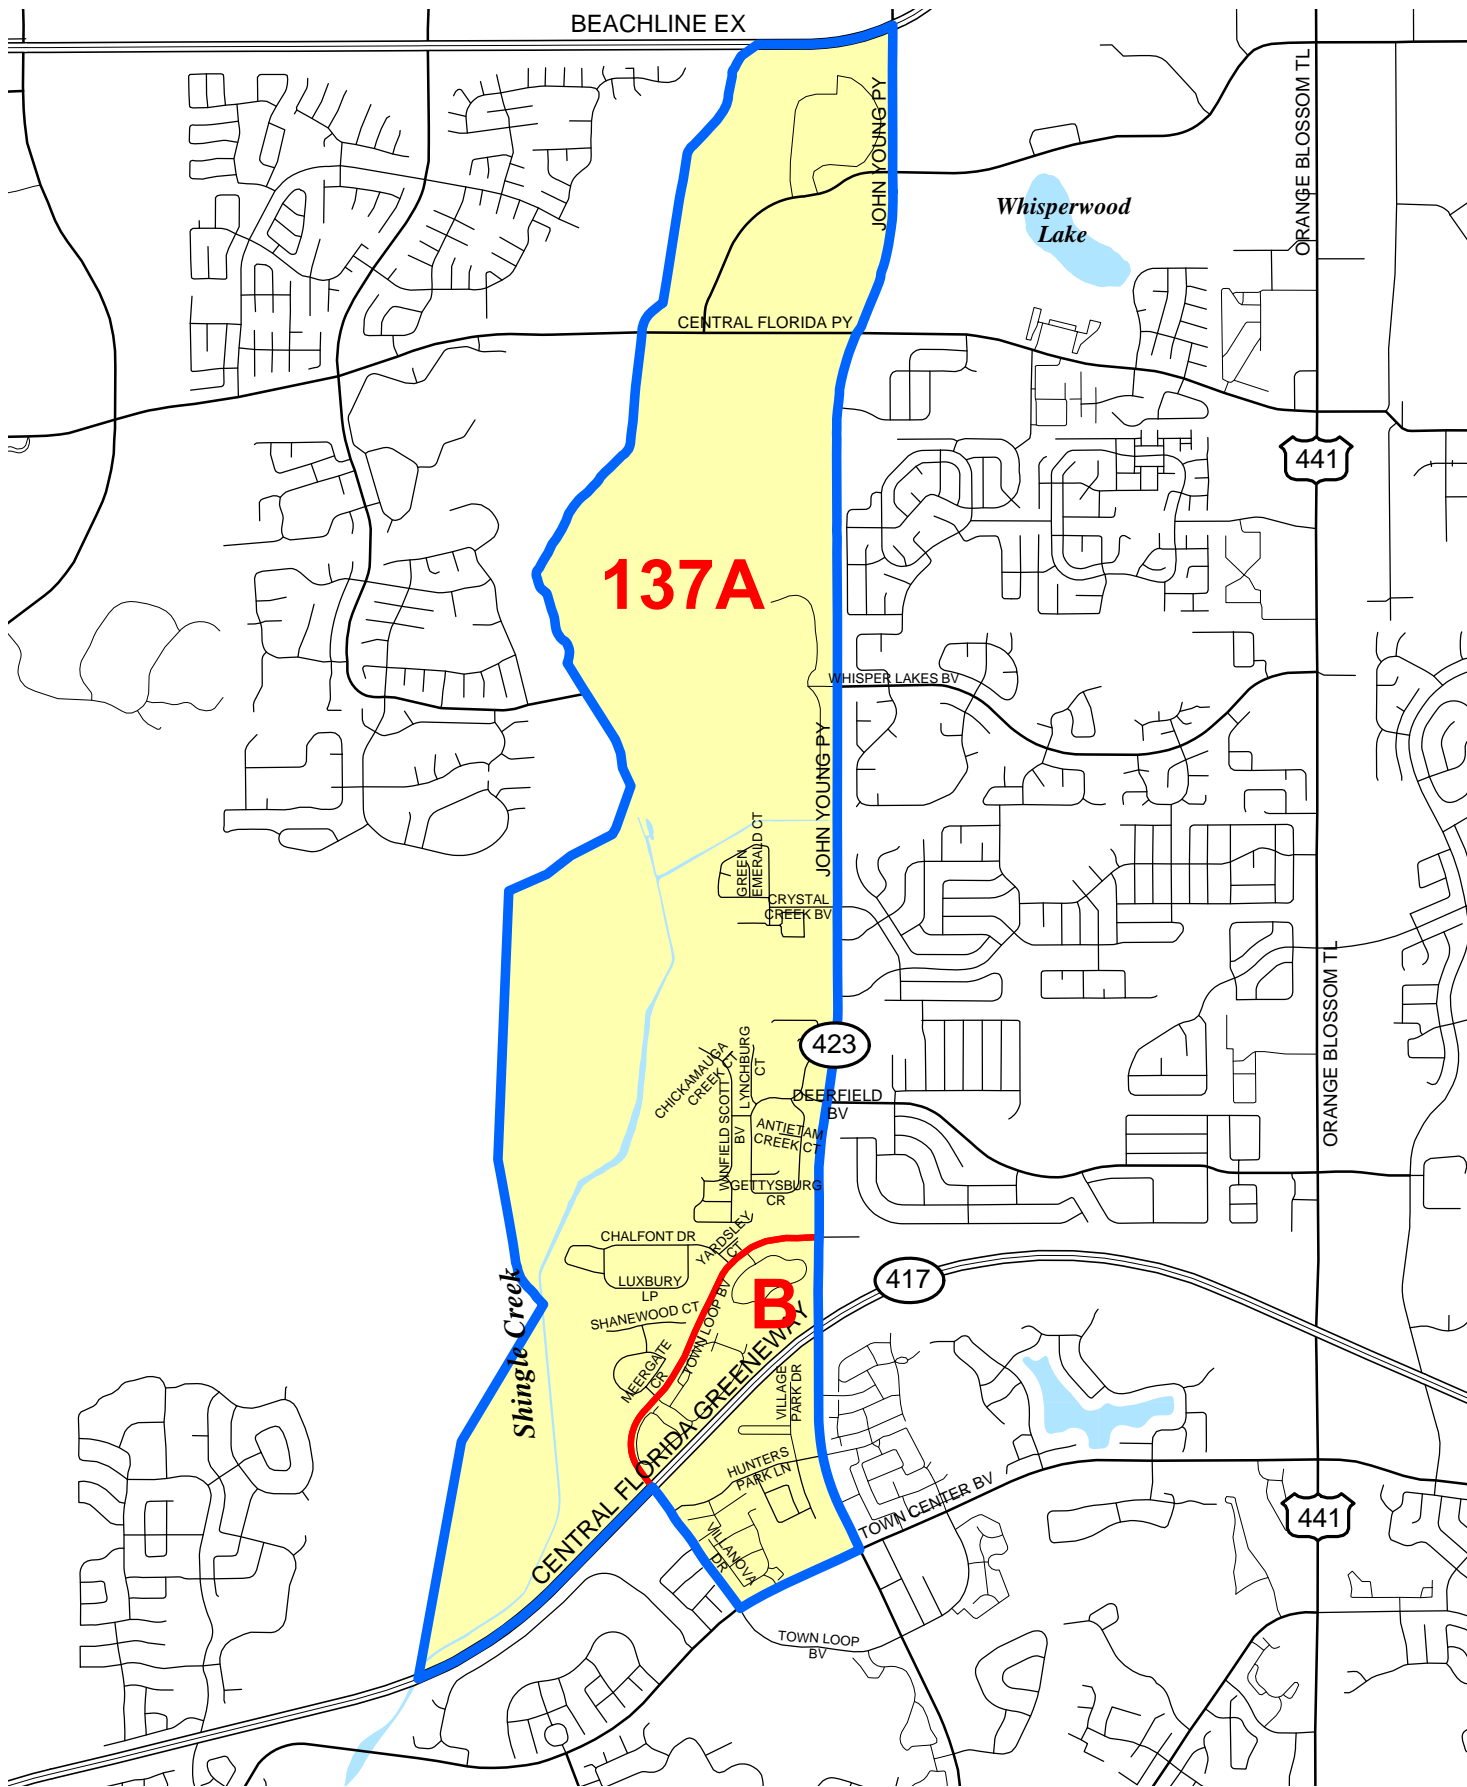 BEACHLINE EX
JOHN YOUNG PY
ORANGE BLOSSOM TL
Whisperwood
Lake
CENTRAL FLORIDA PY
441
137A
WHISPER LAKES BV
JOHN YOUNG PY
GREEN
EMERALD CT
CRYSTAL
CREEK BV
ORANGE BLOSSOM TL
423
CHICKAMAUGA
CREEK CT
LYNCHBURG
CT
WINFIELD SCOTT
BV
DEERFIELD
BV
ANTIETAM
CREEK CT
GETTYSBURG
CR
YARDSLEY
CT
CHALFONT DR
LUXBURY
LP
SHANEWOOD CT
MEERGATE
CR
TOWN LOOP BV
B
417
Shingle Creek
CENTRAL FLORIDA GREENEWAY
VILLAGE
PARK DR
HUNTERS
PARK LN
VILLANOVA
DR
TOWN CENTER BV
441
TOWN LOOP
BV